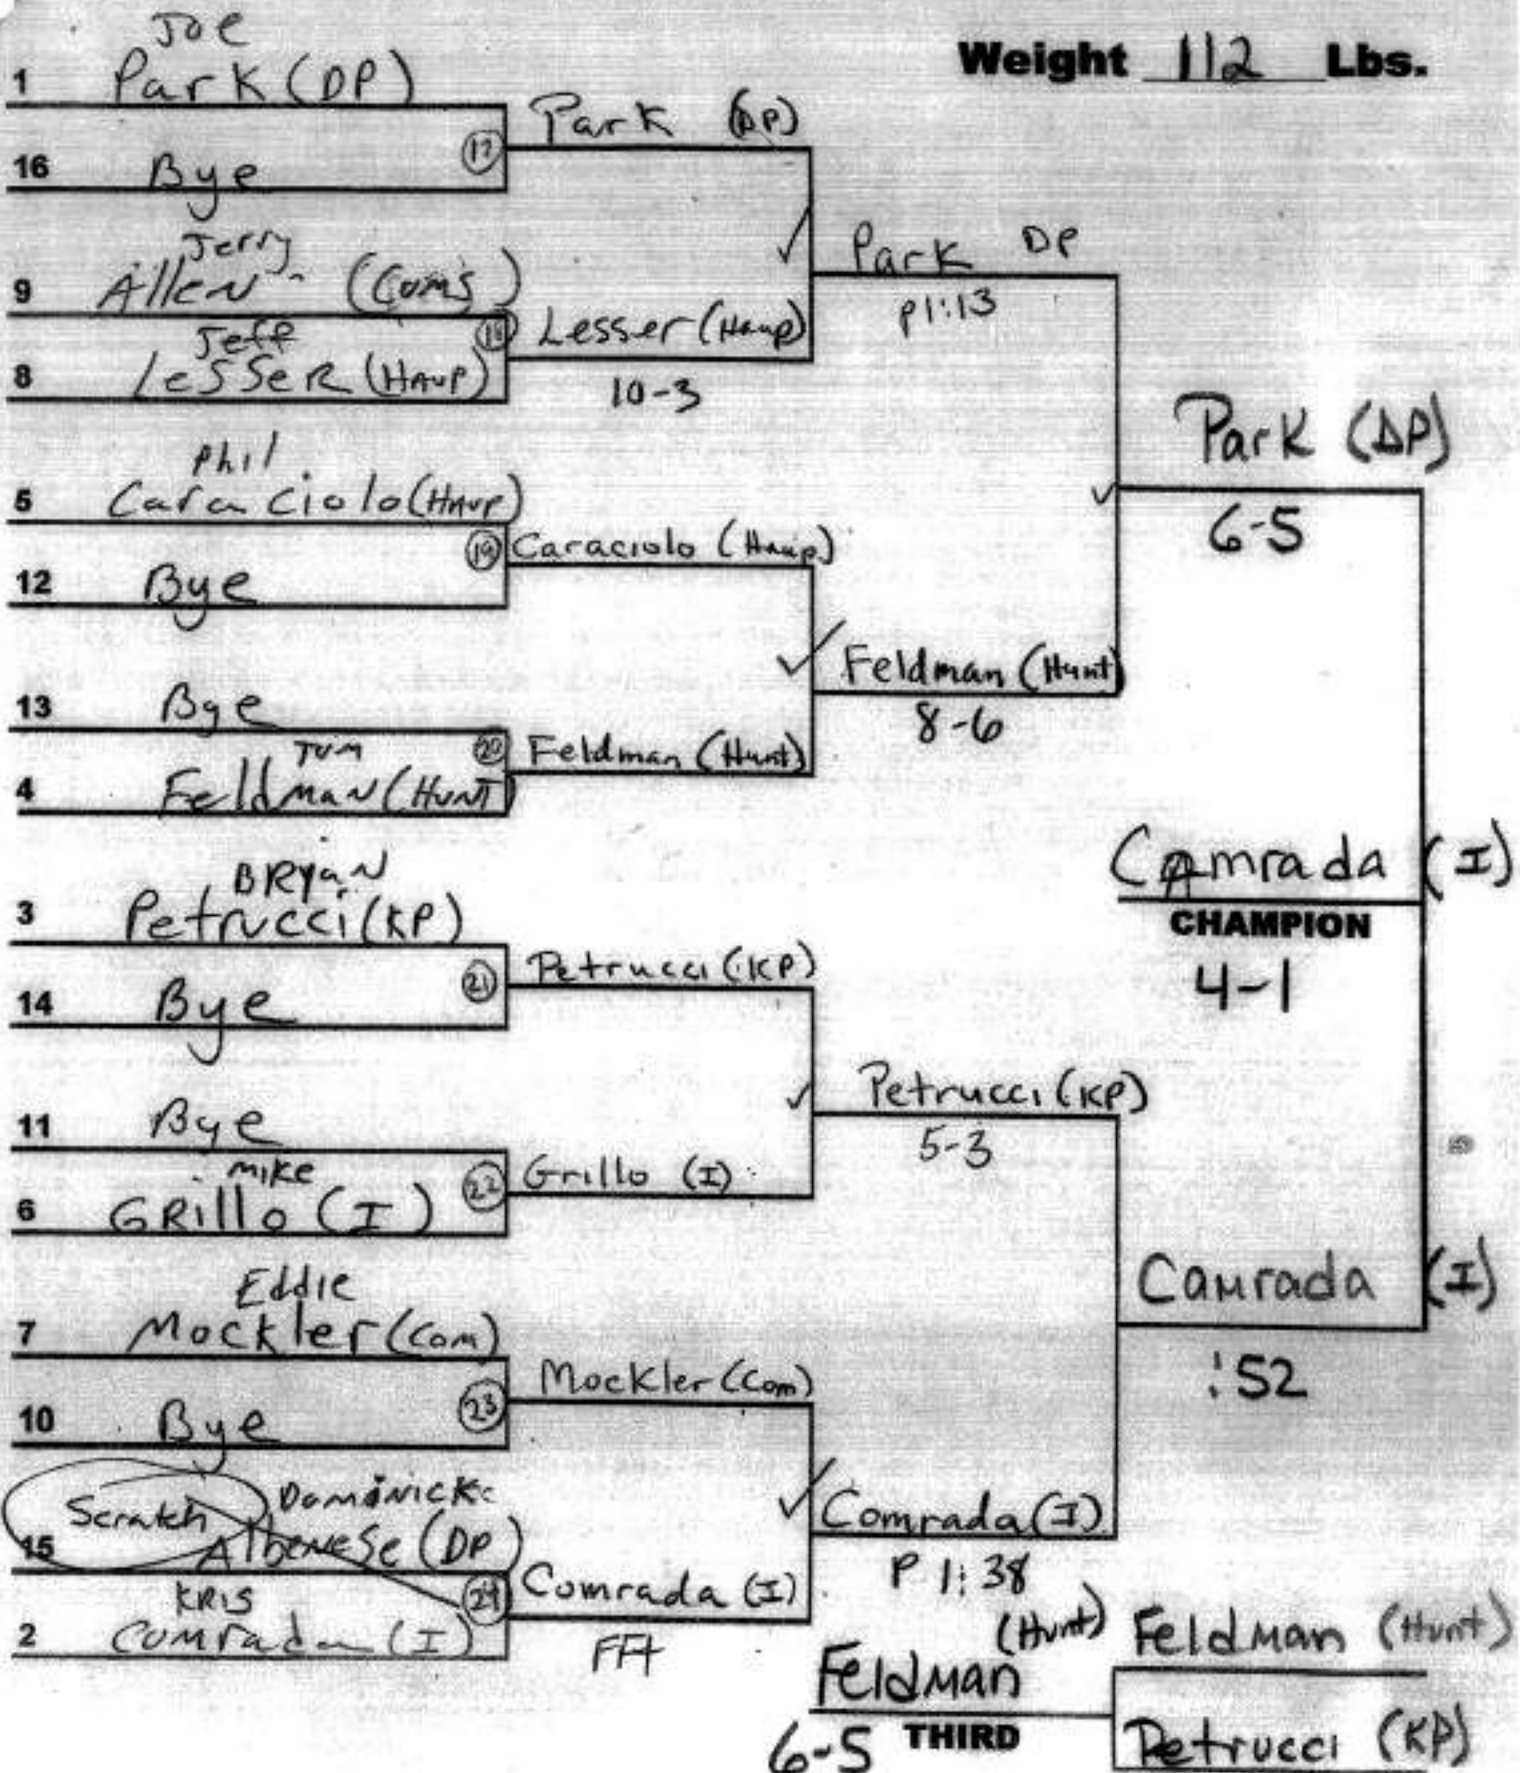 Weight 112 Lbs.
Joe
1 Park (DP)
17
Park (DP)
16 Bye
Jerry
9 Allen (Coms)
18
Lesser (Haup)
10-3
Jeff
8 Lesser (Haup)
Park DP
P1:13
Phil
5 Caraciolo (Haup)
19
Caraciolo (Haup)
12 Bye
13 Bye
20
Feldman (Hunt)
Tom
4 Feldman (Hunt)
Feldman (Hunt)
8-6
Park (DP)
6-5
Bryan
3 Petrucci (KP)
21
Petrucci (KP)
14 Bye
11 Bye
22
Grillo (I)
Mike
6 Grillo (I)
Petrucci (KP)
5-3
Eddie
7 Mockler (Com)
23
Mockler (Com)
10 Bye
Scratch
Dominick
15 Albenese (DP)
24
Comrada (I)
FFt
Kris
2 Comrada (I)
Comrada (I)
P 1:38
Camrada (I)
:52
Camrada (I)
CHAMPION
4-1
Feldman (Hunt)
Petrucci (KP)
Feldman (Hunt)
6-5 THIRD